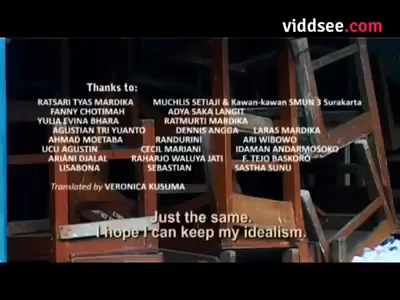 viddsee.com
Thanks to:
RATSARI TYAS MARDIKA MUCHLIS SETIAJI & Kawan-kawan SMUN 3 Surakarta
FANNY CHOTIMAH ADYA SAKA LANGIT
YULIA EVINA BHARA RATMURTI MARDIKA
AGUSTIAN TRI YUANTO DENNIS ANGGA LARAS MARDIKA
AHMAD MOETABA RANDURINI ARI WIBOWO
UCU AGUSTIN CECIL MARIANI IDAMAN ANDARMOSOKO
ARIANI DJALAL RAHARJO WALUYA JATI F. TEJO BASKORO
LISABONA SEBASTIAN SASTHA SUNU
Translated by VERONICA KUSUMA
Just the same.
I hope I can keep my idealism.